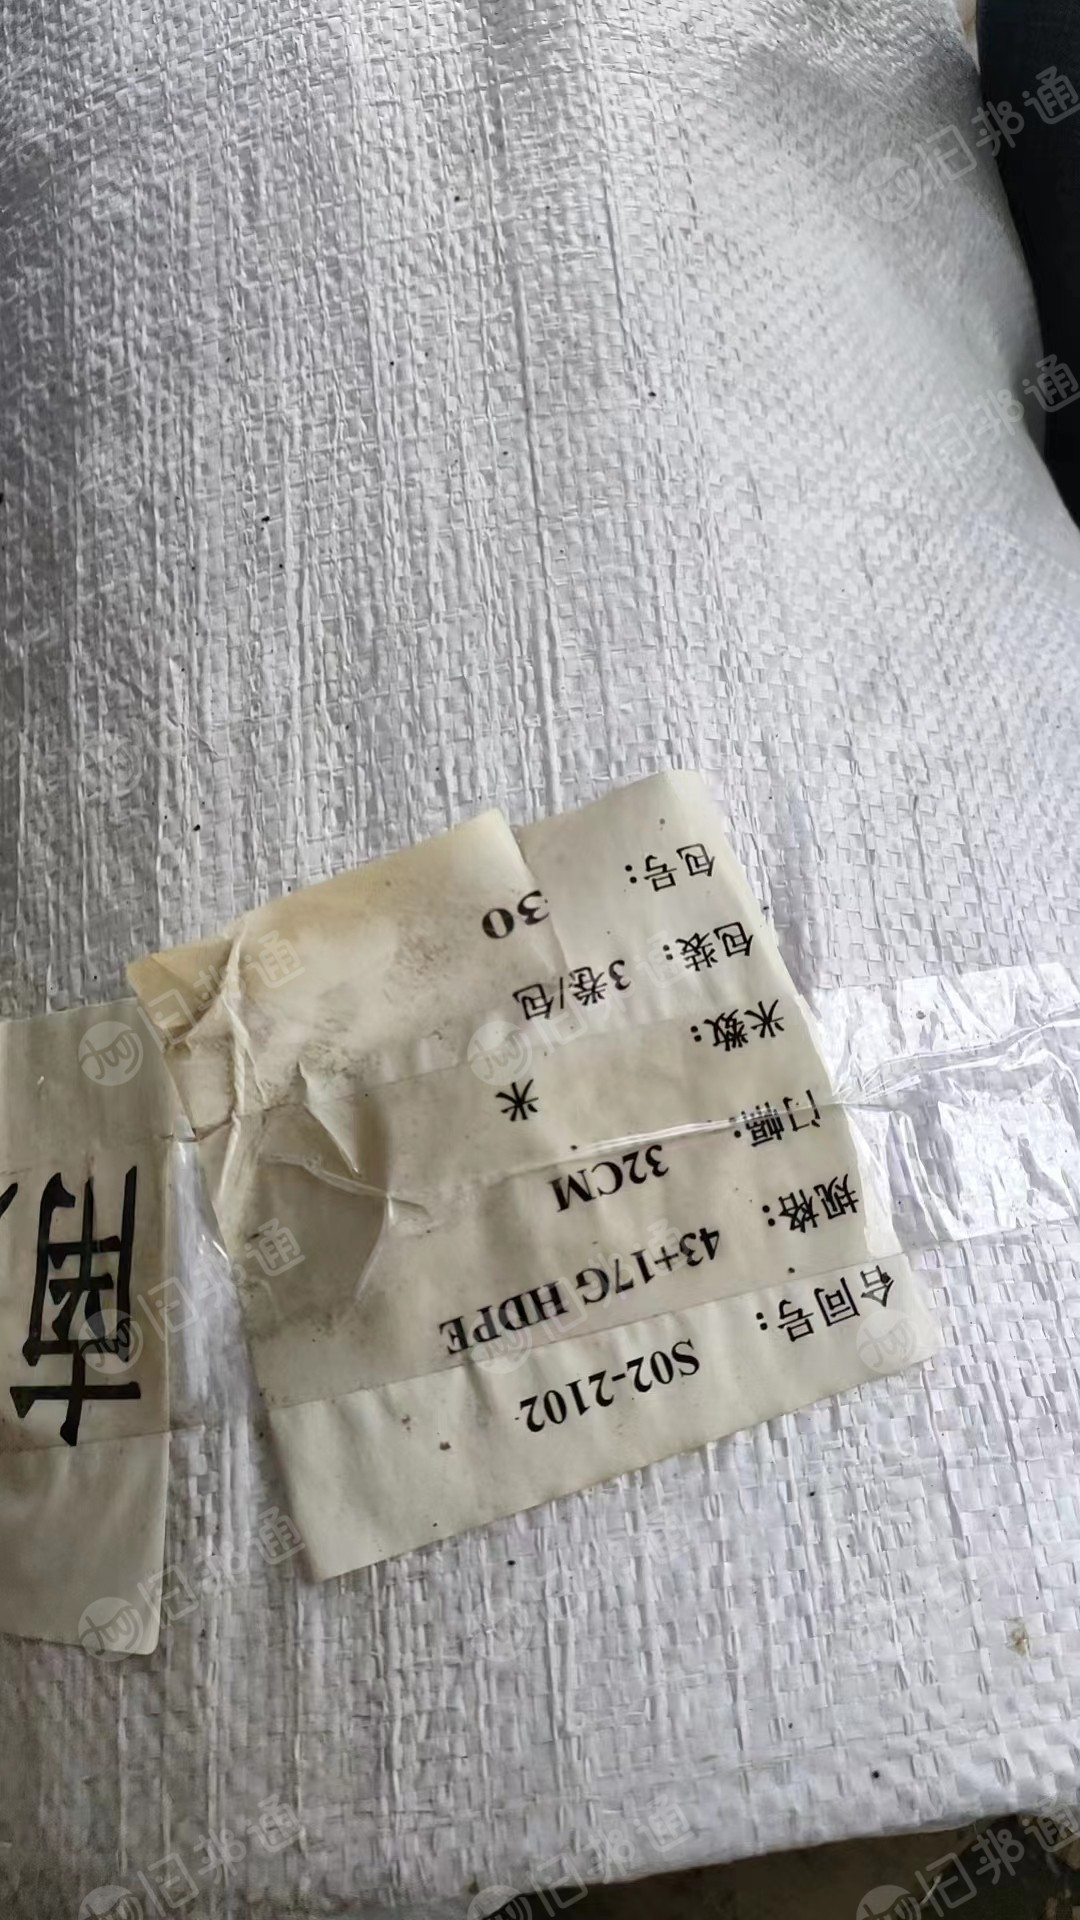 合同号: S02-2102
规格: 43+17G HDPE
门幅: 32CM
米数: 米
包装: 3卷/包
包号: 30
旧邦通